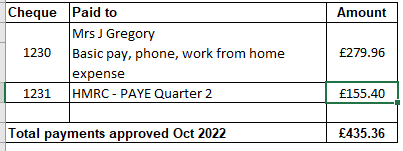 Cheque Paid to Amount
Mrs J Gregory
1230 Basic pay, phone, work from home £279.96
expense
1231 HMRC - PAYE Quarter 2 £155.40
Total payments approved Oct 2022 £435.36